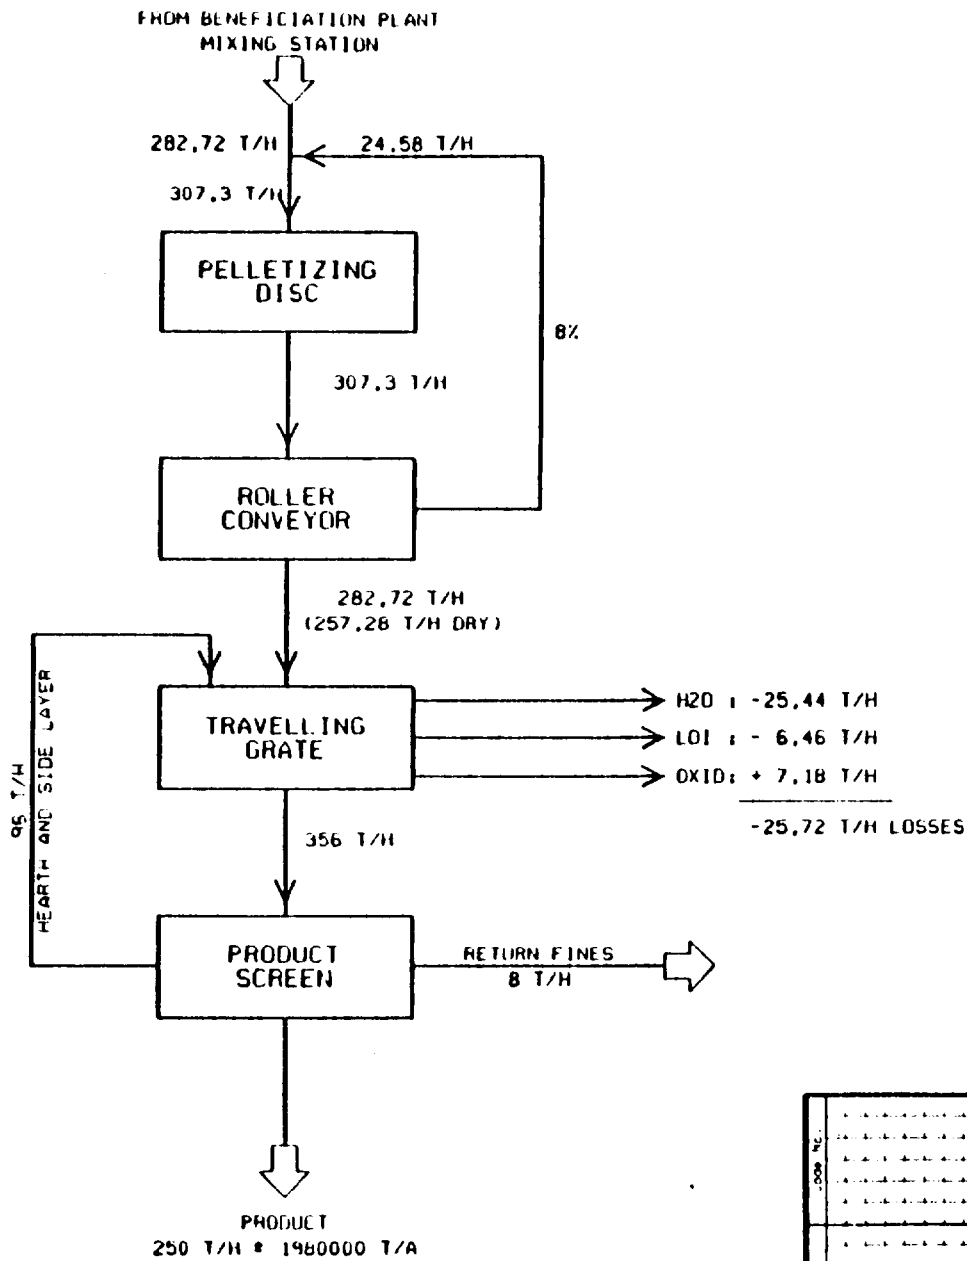 FROM BENEFICIATION PLANT
MIXING STATION
282,72 T/H
24,58 T/H
307,3 T/H
PELLETIZING
DISC
8%
307,3 T/H
ROLLER
CONVEYOR
282,72 T/H
(257,28 T/H DRY)
T/H
HEARTH AND SIDE LAYER
TRAVELLING
GRATE
H2O : -25,44 T/H
LOI : - 6,46 T/H
OXID: + 7,18 T/H
-25,72 T/H LOSSES
356 T/H
PRODUCT
SCREEN
RETURN FINES
8 T/H
PRODUCT
250 T/H * 1980000 T/A